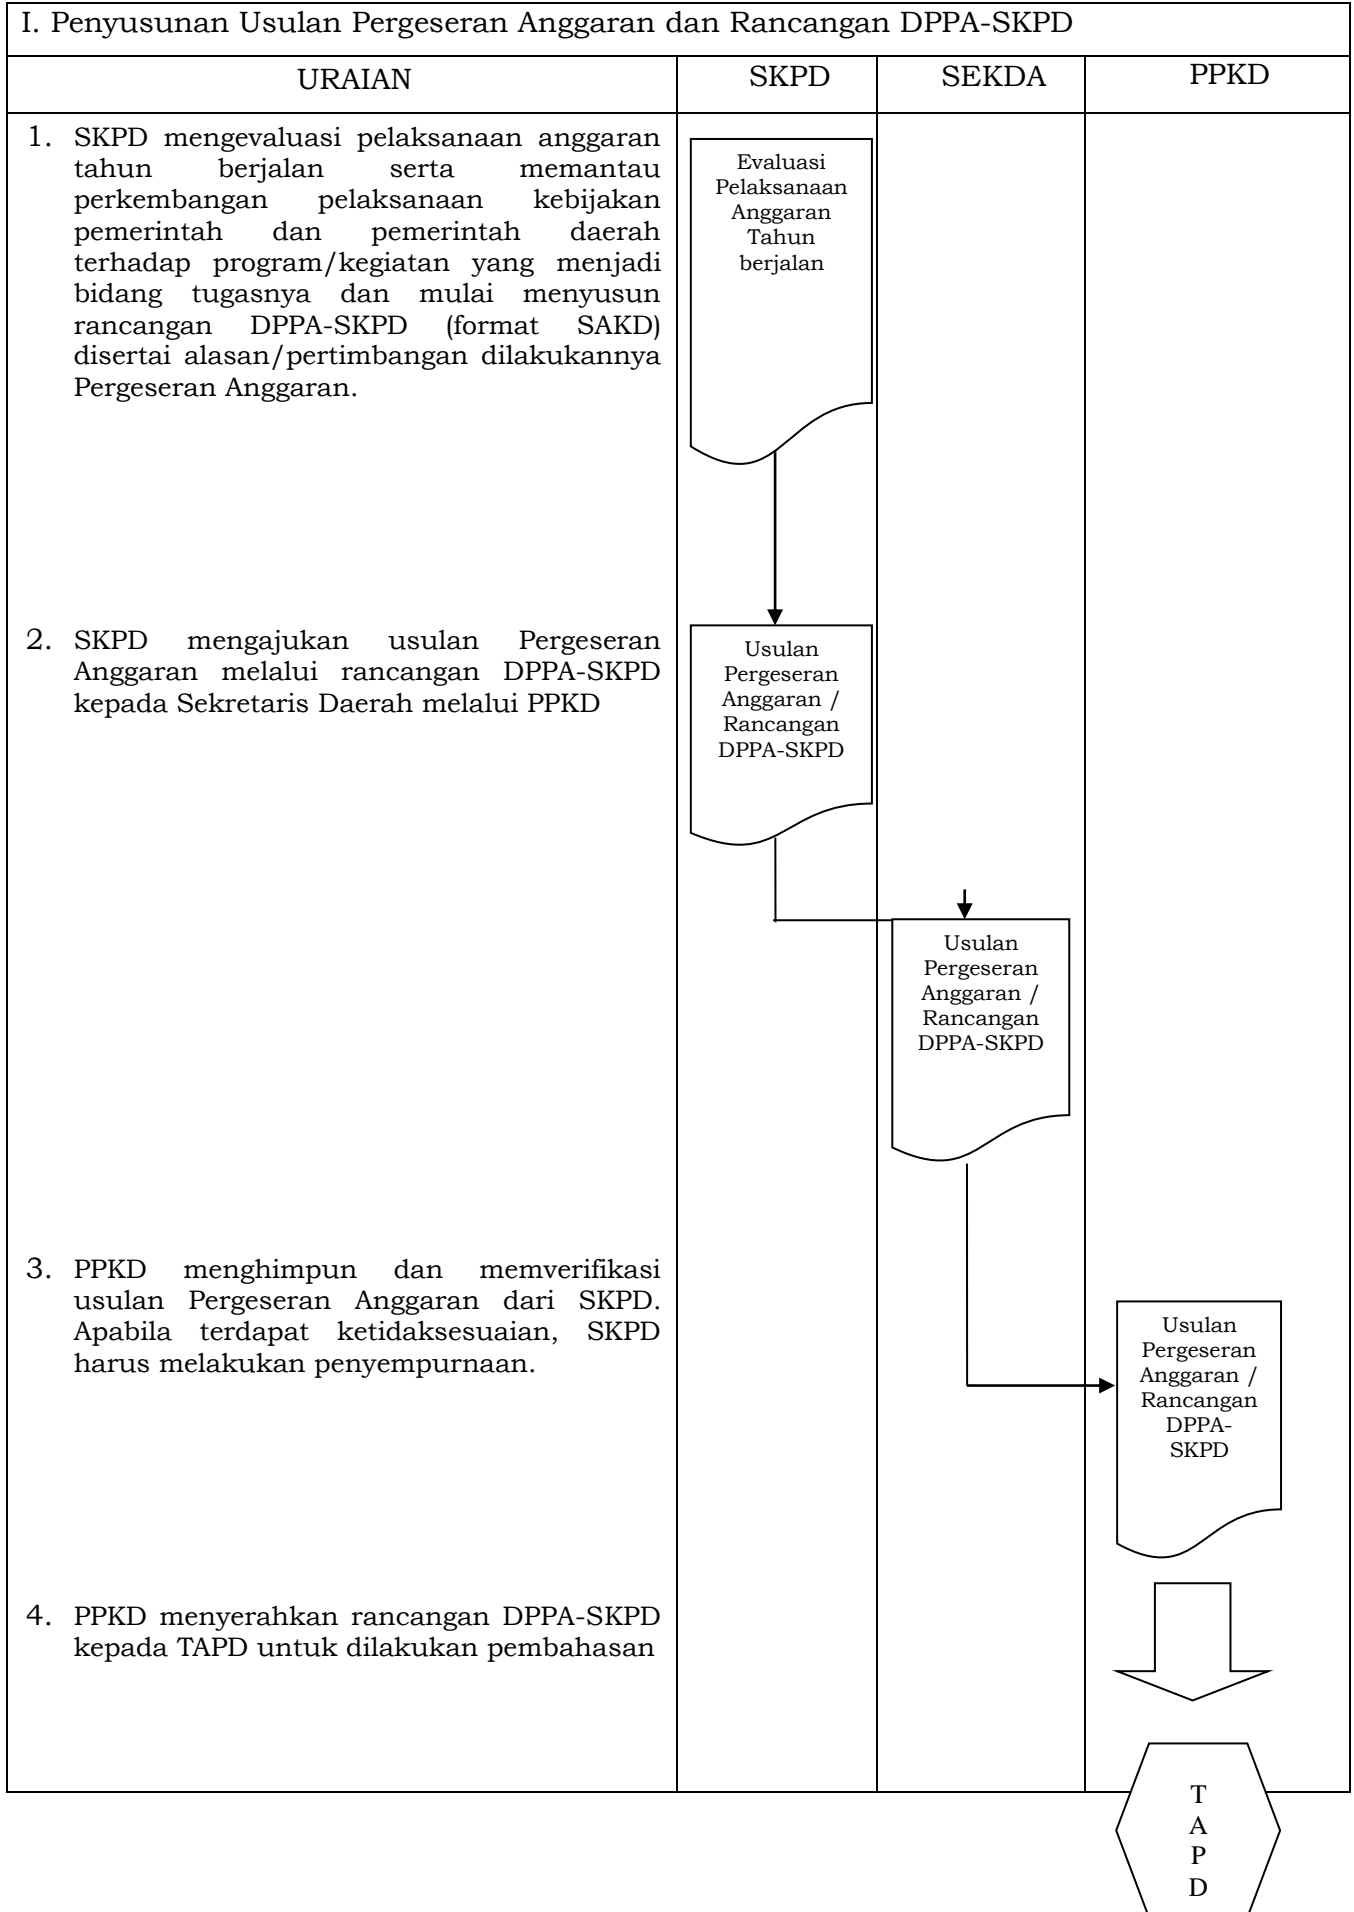 I. Penyusunan Usulan Pergeseran Anggaran dan Rancangan DPPA-SKPD
URAIAN
SKPD
SEKDA
PPKD
1. SKPD mengevaluasi pelaksanaan anggaran
tahun berjalan serta memantau
perkembangan pelaksanaan kebijakan
pemerintah dan pemerintah daerah
terhadap program/kegiatan yang menjadi
bidang tugasnya dan mulai menyusun
rancangan DPPA-SKPD (format SAKD)
disertai alasan/pertimbangan dilakukannya
Pergeseran Anggaran.
Evaluasi
Pelaksanaan
Anggaran
Tahun
berjalan
2. SKPD mengajukan usulan Pergeseran
Anggaran melalui rancangan DPPA-SKPD
kepada Sekretaris Daerah melalui PPKD
Usulan
Pergeseran
Anggaran /
Rancangan
DPPA-SKPD
Usulan
Pergeseran
Anggaran /
Rancangan
DPPA-SKPD
3. PPKD menghimpun dan memverifikasi
usulan Pergeseran Anggaran dari SKPD.
Apabila terdapat ketidaksesuaian, SKPD
harus melakukan penyempurnaan.
Usulan
Pergeseran
Anggaran /
Rancangan
DPPA-
SKPD
4. PPKD menyerahkan rancangan DPPA-SKPD
kepada TAPD untuk dilakukan pembahasan
T
A
P
D